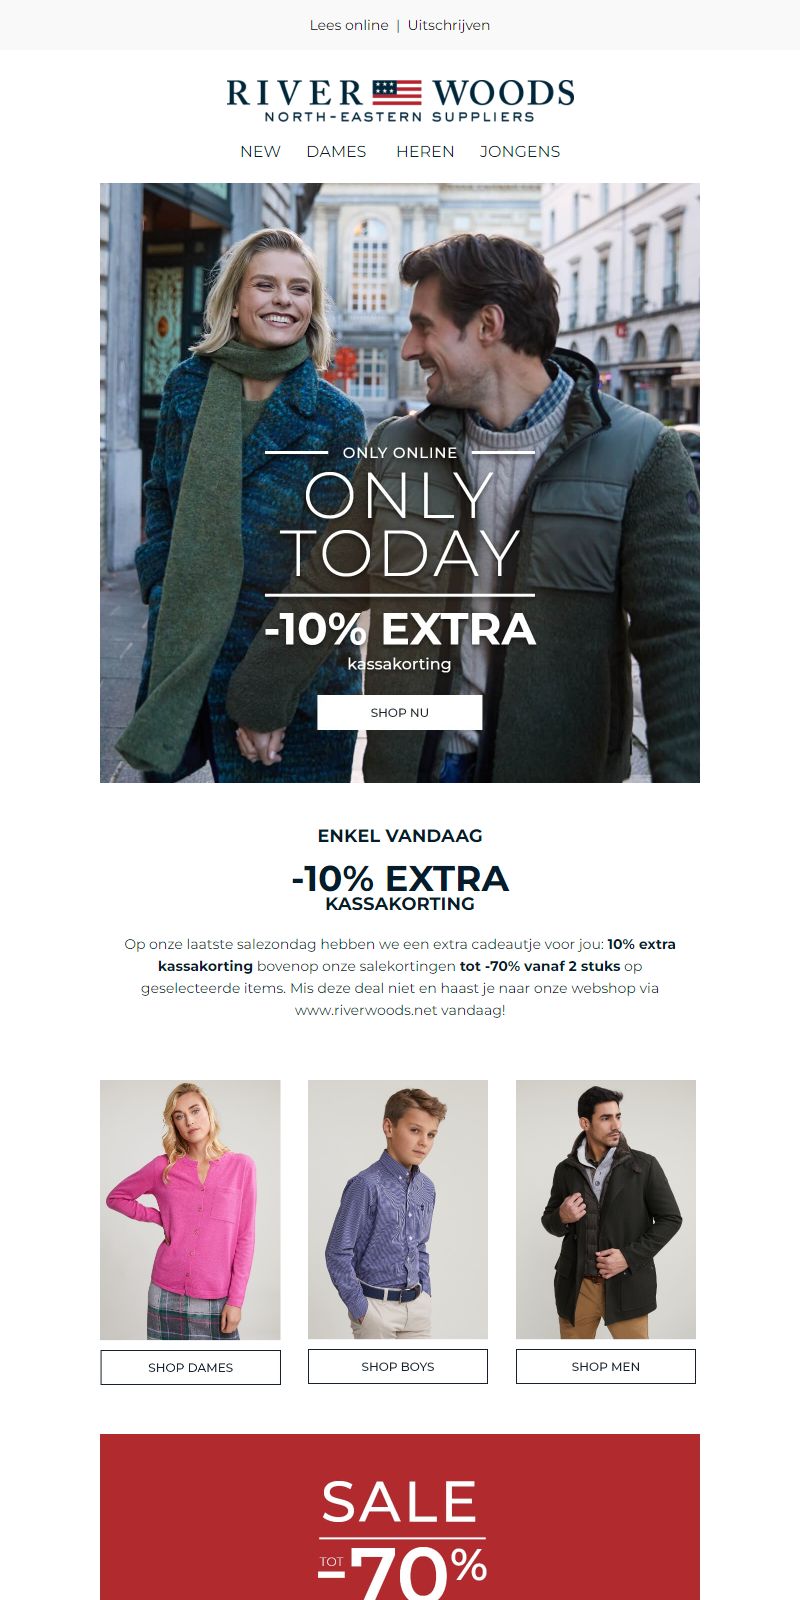 Lees online | Uitschrijven
RIVER WOODS
NORTH-EASTERN SUPPLIERS
NEW DAMES HEREN JONGENS
ONLY ONLINE
ONLY
TODAY
-10% EXTRA
kassakorting
SHOP NU
ENKEL VANDAAG
-10% EXTRA
KASSAKORTING
Op onze laatste salezondag hebben we een extra cadeautje voor jou: 10% extra
kassakorting bovenop onze salekortingen tot -70% vanaf 2 stuks op
geselecteerde items. Mis deze deal niet en haast je naar onze webshop via
www.riverwoods.net vandaag!
SHOP DAMES SHOP BOYS SHOP MEN
SALE
TOT
-70%